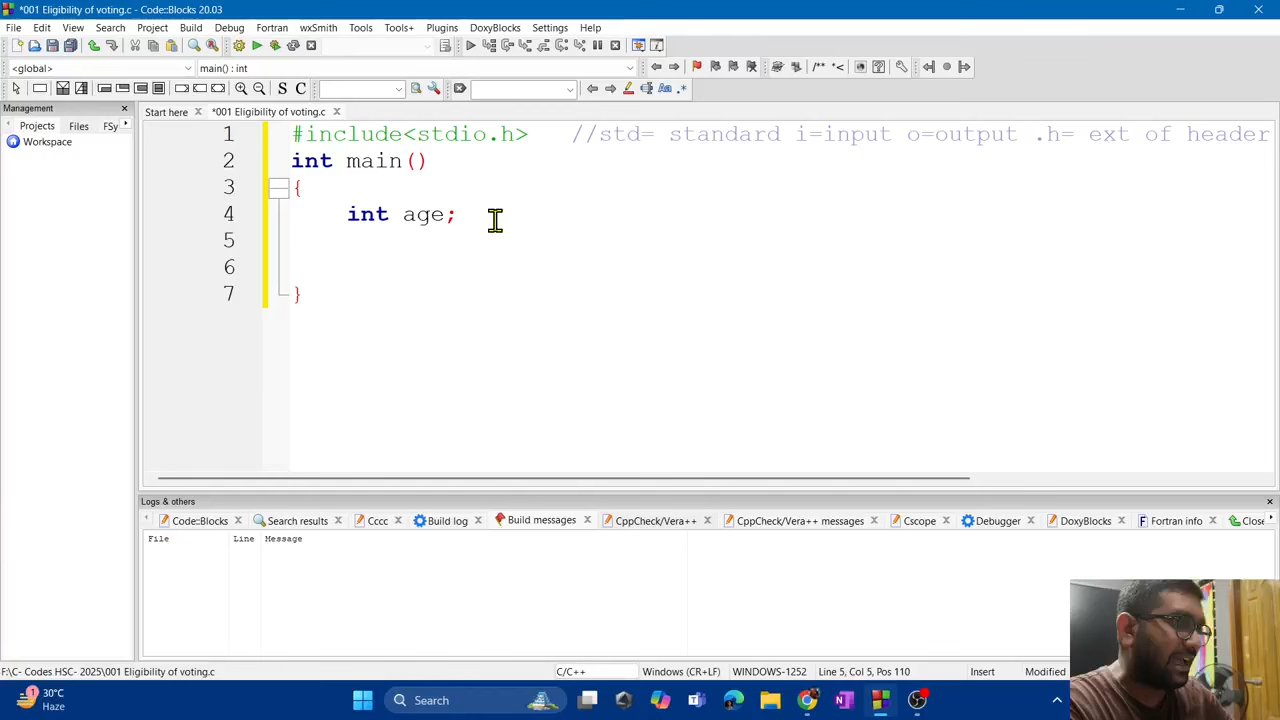 *001 Eligibility of voting.c - Code::Blocks 20.03
File Edit View Search Project Build Debug Fortran wxSmith Tools Tools+ Plugins DoxyBlocks Settings Help
<global> main() : int
/** *<
S C Aa .*
Management
Projects Files FSy
Workspace
Start here *001 Eligibility of voting.c
1 #include<stdio.h> //std= standard i=input o=output .h= ext of header
2 int main()
3 {
4 int age;
5
6
7 }
Logs & others
Code::Blocks Search results Cccc Build log Build messages CppCheck/Vera++ CppCheck/Vera++ messages Cscope Debugger DoxyBlocks F Fortran info Close
File Line Message
F:\C- Codes HSC- 2025\001 Eligibility of voting.c C/C++ Windows (CR+LF) WINDOWS-1252 Line 5, Col 5, Pos 110 Insert Modified
1
30°C
Haze
Search